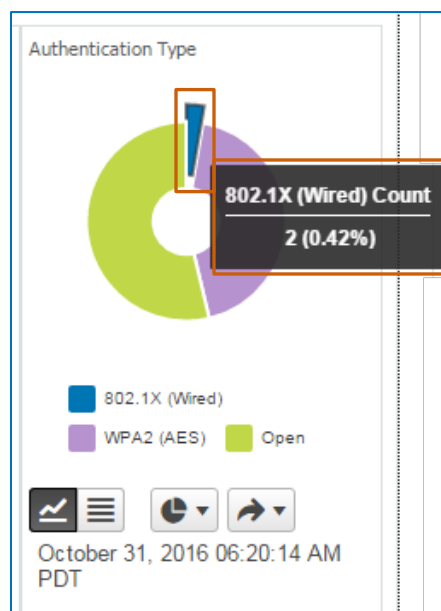 Authentication Type
802.1X (Wired) Count
2 (0.42%)
802.1X (Wired)
WPA2 (AES)
Open
October 31, 2016 06:20:14 AM
PDT